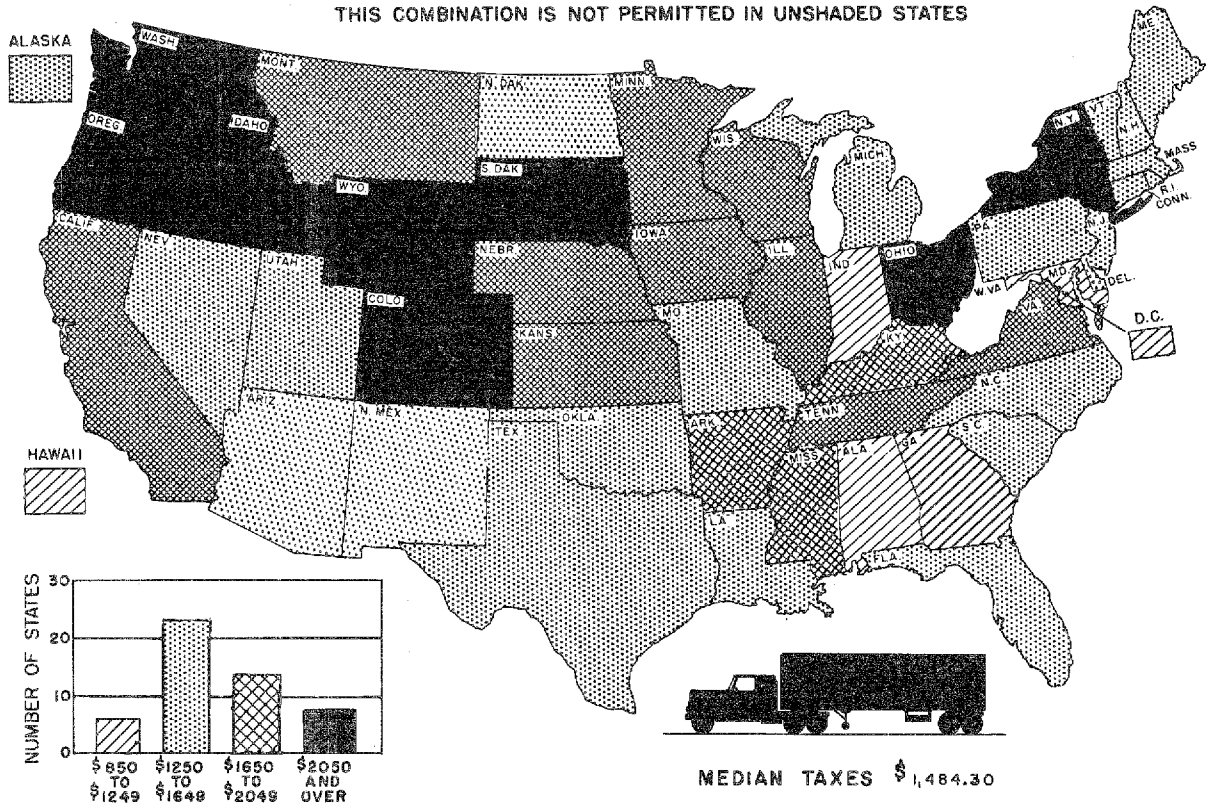 THIS COMBINATION IS NOT PERMITTED IN UNSHADED STATES
ALASKA
WASH.
MONT.
N. DAK
MINN.
ME
OREG
IDAHO
WIS.
MICH
N.Y.
VT.
N.H.
MASS
R.I.
CONN.
WYO.
S. DAK
CALIF.
NEV.
UTAH
NEBR.
IOWA
ILL.
IND
OHIO
PA.
N.J.
W.VA
MD.
DEL.
VA.
D.C.
COLO
KANS
MO
KY.
ARIZ
N. MEX
TEX
OKLA.
ARK
TENN
N.C.
S.C.
MISS
ALA.
GA.
LA
FLA.
HAWAII
NUMBER OF STATES
30
20
10
0
$850
TO
$1249
$1250
TO
$1649
$1650
TO
$2049
$2050
AND
OVER
MEDIAN TAXES $1,484.30